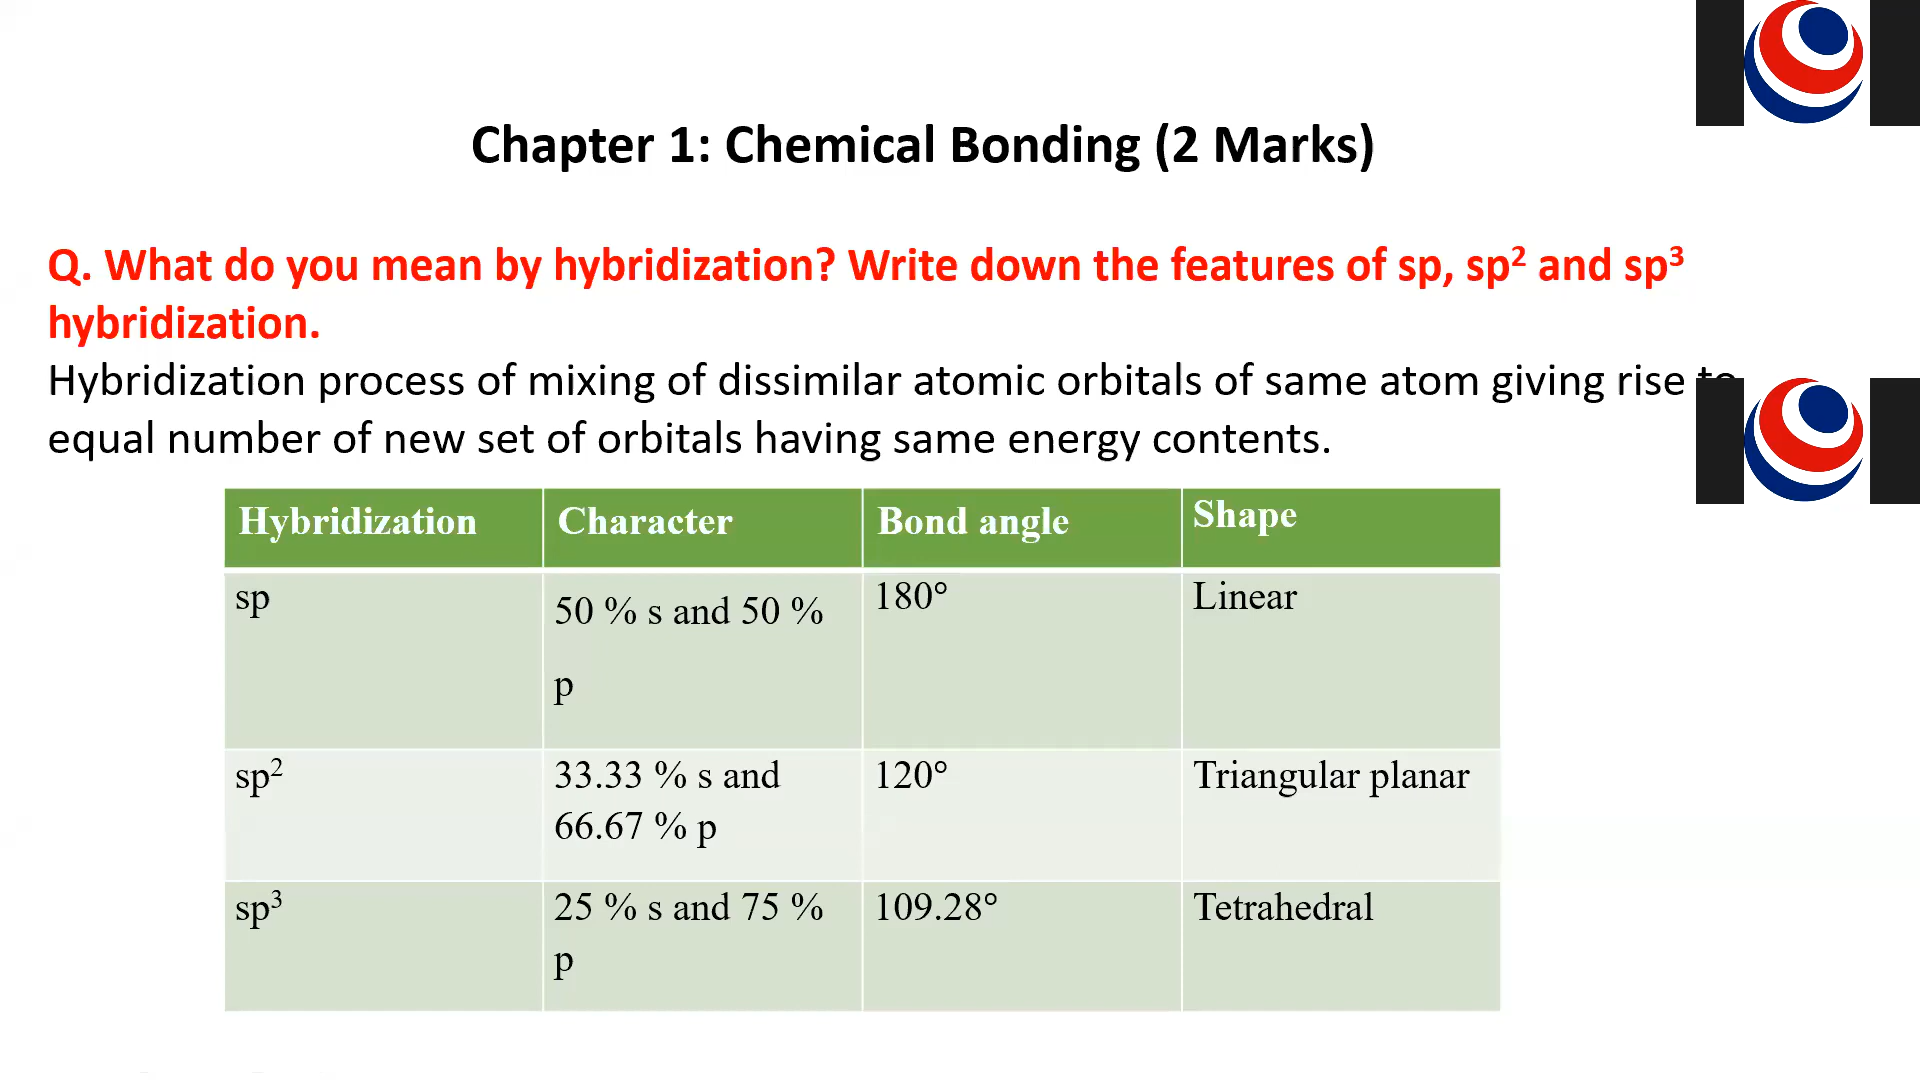 Chapter 1: Chemical Bonding (2 Marks)
Q. What do you mean by hybridization? Write down the features of sp, sp² and sp³
hybridization.
Hybridization process of mixing of dissimilar atomic orbitals of same atom giving rise to
equal number of new set of orbitals having same energy contents.
Hybridization Character Bond angle Shape
sp 50 % s and 50 % 180° Linear
p
sp² 33.33 % s and 120° Triangular planar
66.67 % p
sp³ 25 % s and 75 % 109.28° Tetrahedral
p